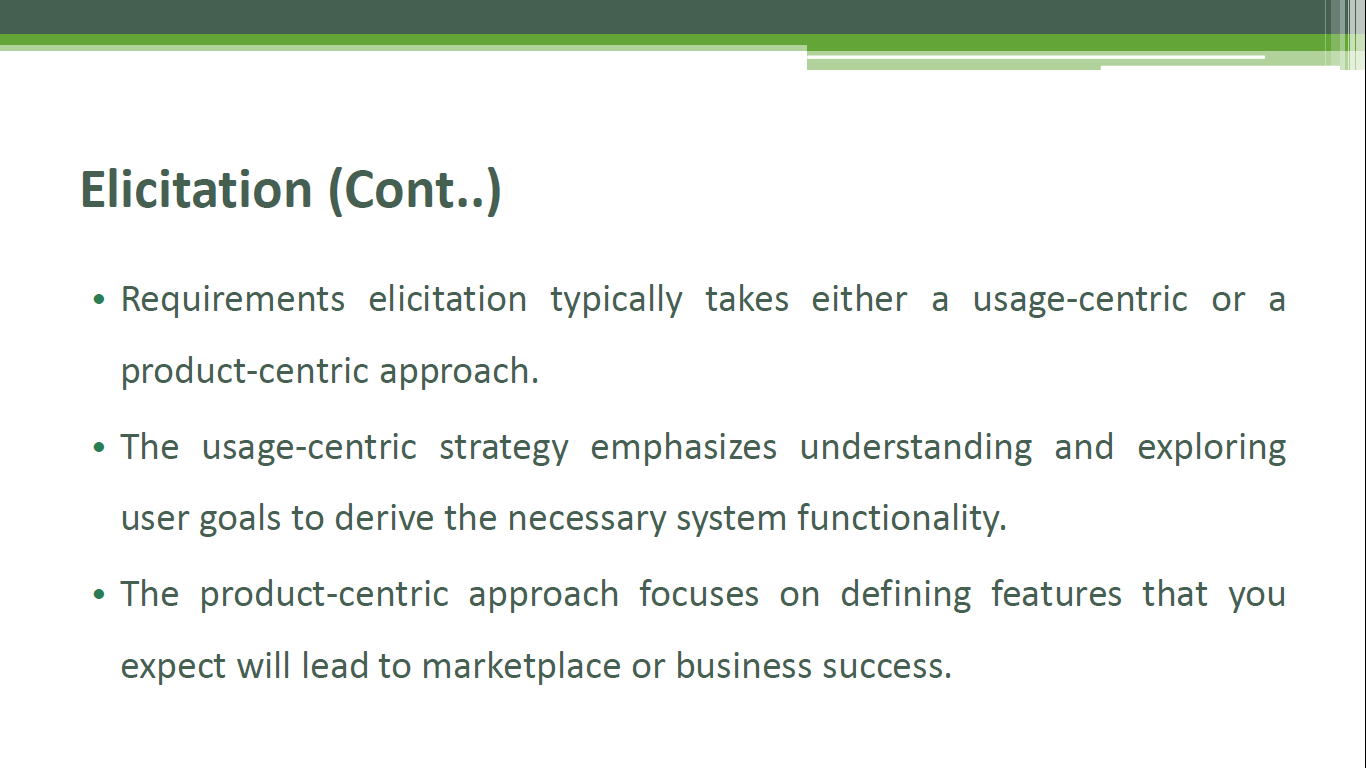 Elicitation (Cont..)
• Requirements elicitation typically takes either a usage-centric or a
product-centric approach.
• The usage-centric strategy emphasizes understanding and exploring
user goals to derive the necessary system functionality.
• The product-centric approach focuses on defining features that you
expect will lead to marketplace or business success.